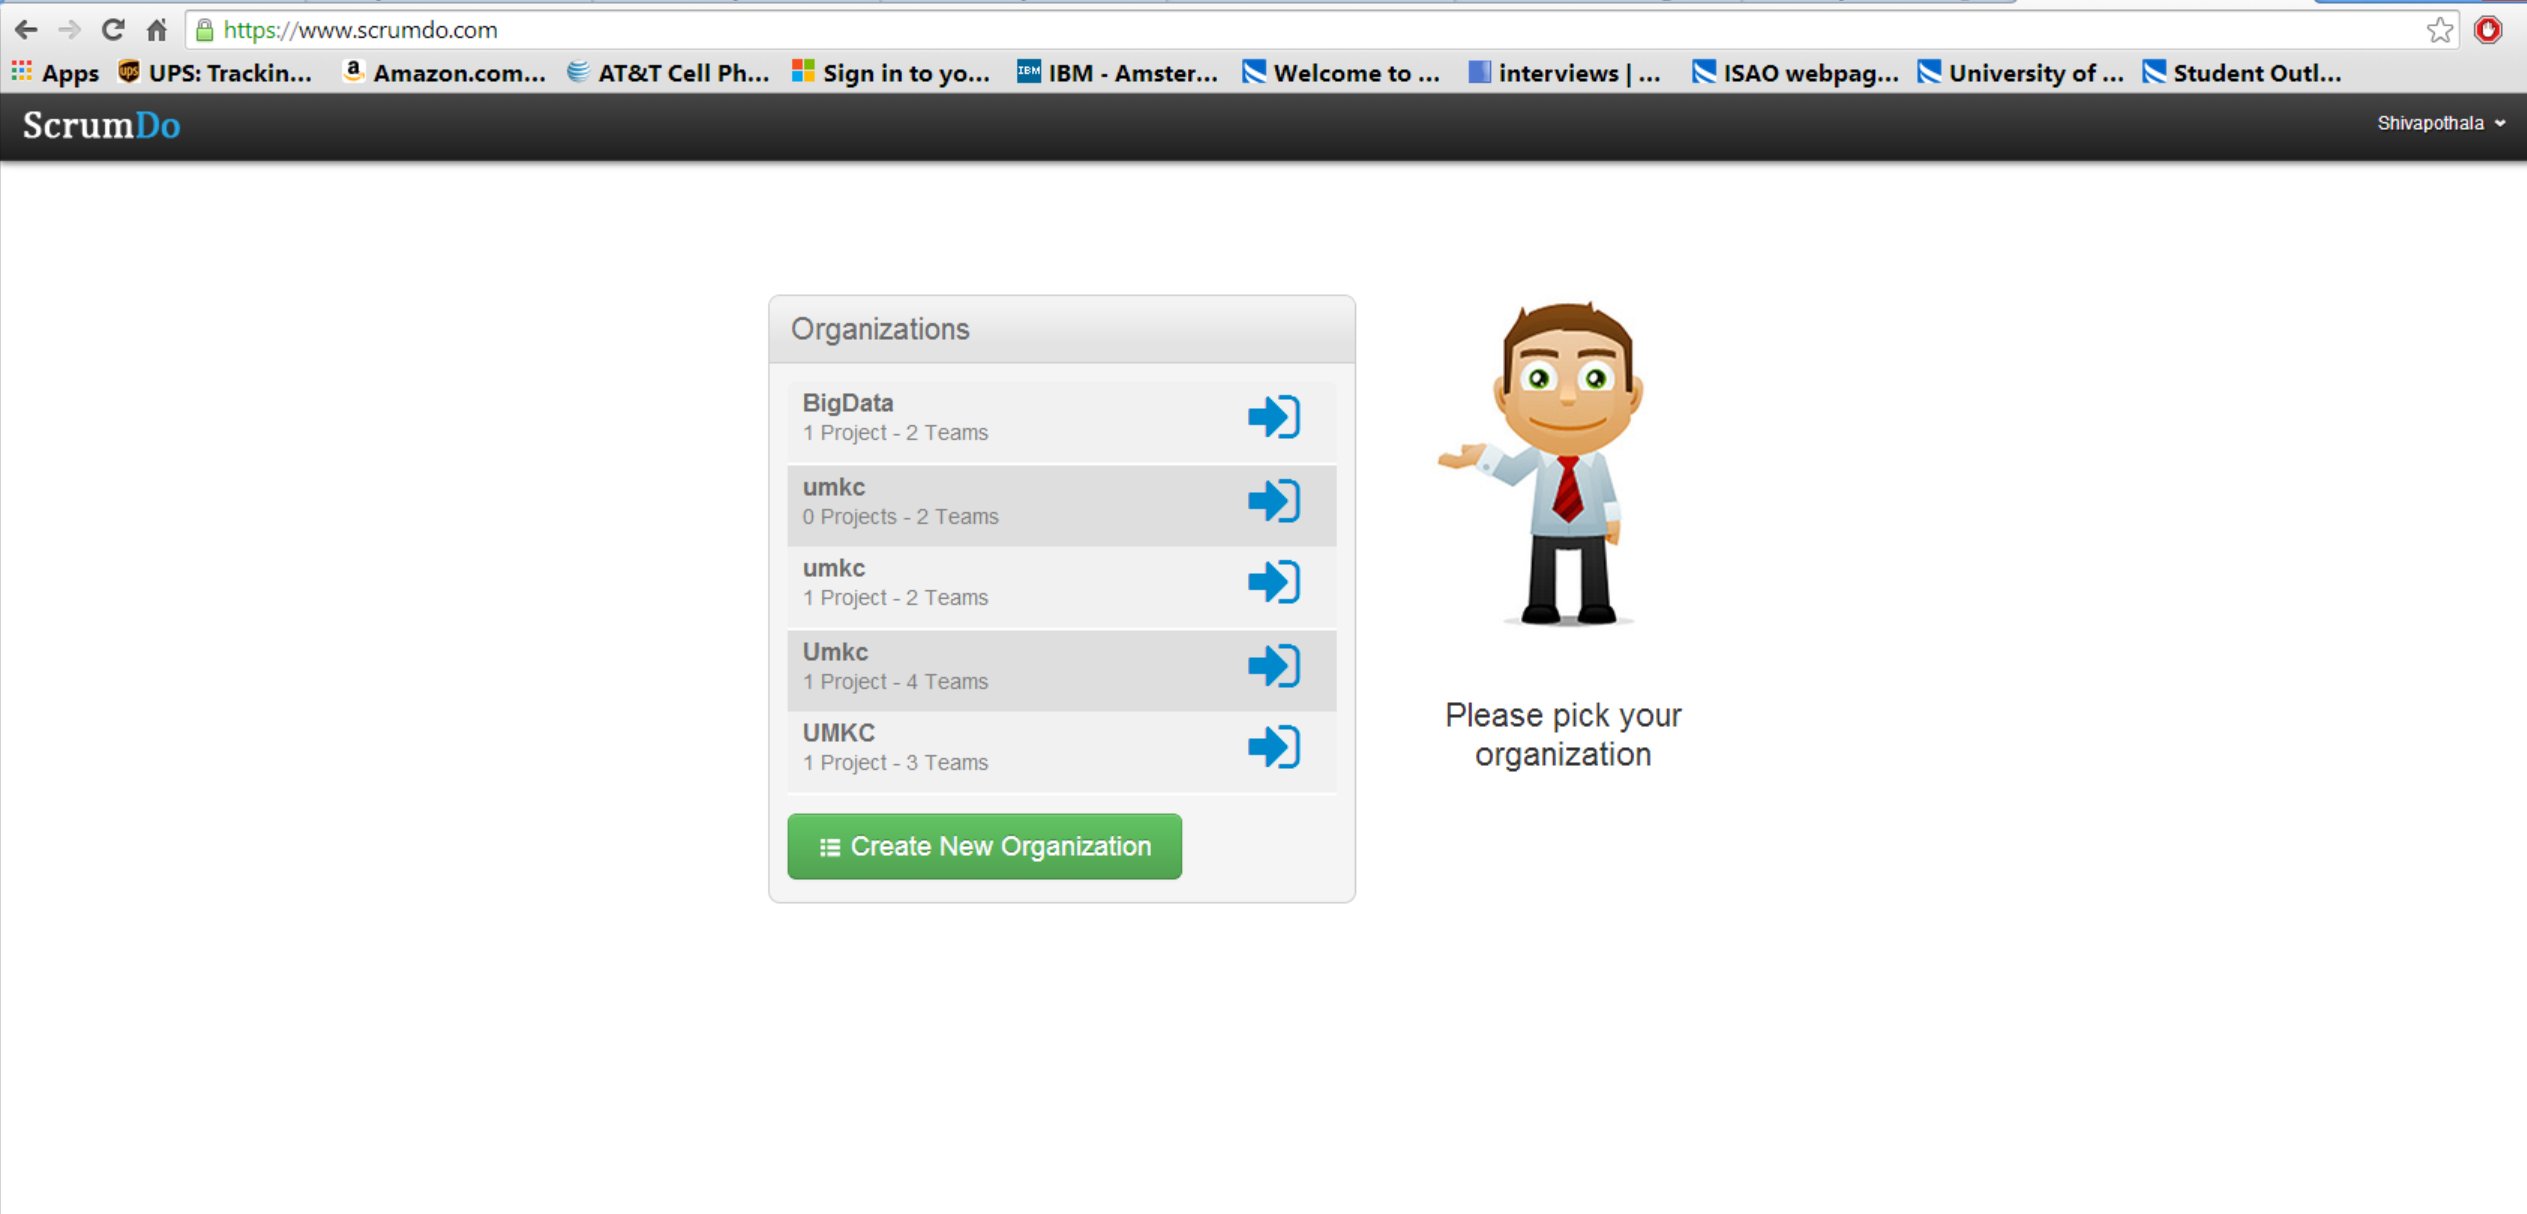 https://www.scrumdo.com
Apps UPS: Trackin... Amazon.com... AT&T Cell Ph... Sign in to yo... IBM - Amster... Welcome to ... interviews | ... ISAO webpag... University of ... Student Outl...
ScrumDo Shivapothala
Organizations
BigData
1 Project - 2 Teams
umkc
0 Projects - 2 Teams
umkc
1 Project - 2 Teams
Umkc
1 Project - 4 Teams
UMKC
1 Project - 3 Teams
Create New Organization
Please pick your
organization